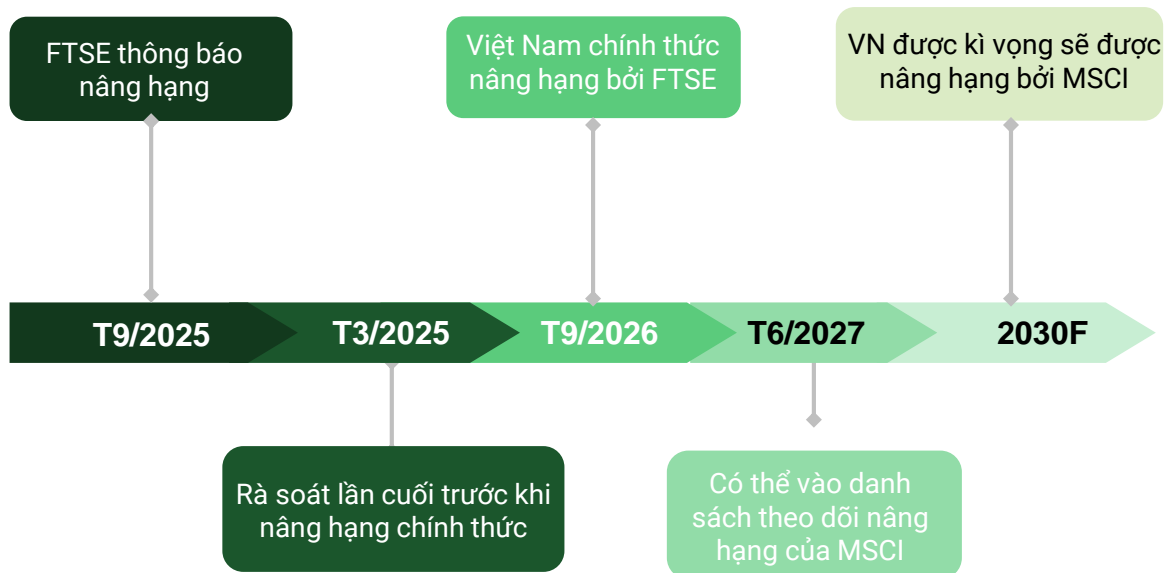 FTSE thông báo
nâng hạng
Việt Nam chính thức
nâng hạng bởi FTSE
VN được kì vọng sẽ được
nâng hạng bởi MSCI
T9/2025
T3/2025
T9/2026
T6/2027
2030F
Rà soát lần cuối trước khi
nâng hạng chính thức
Có thể vào danh
sách theo dõi nâng
hạng của MSCI